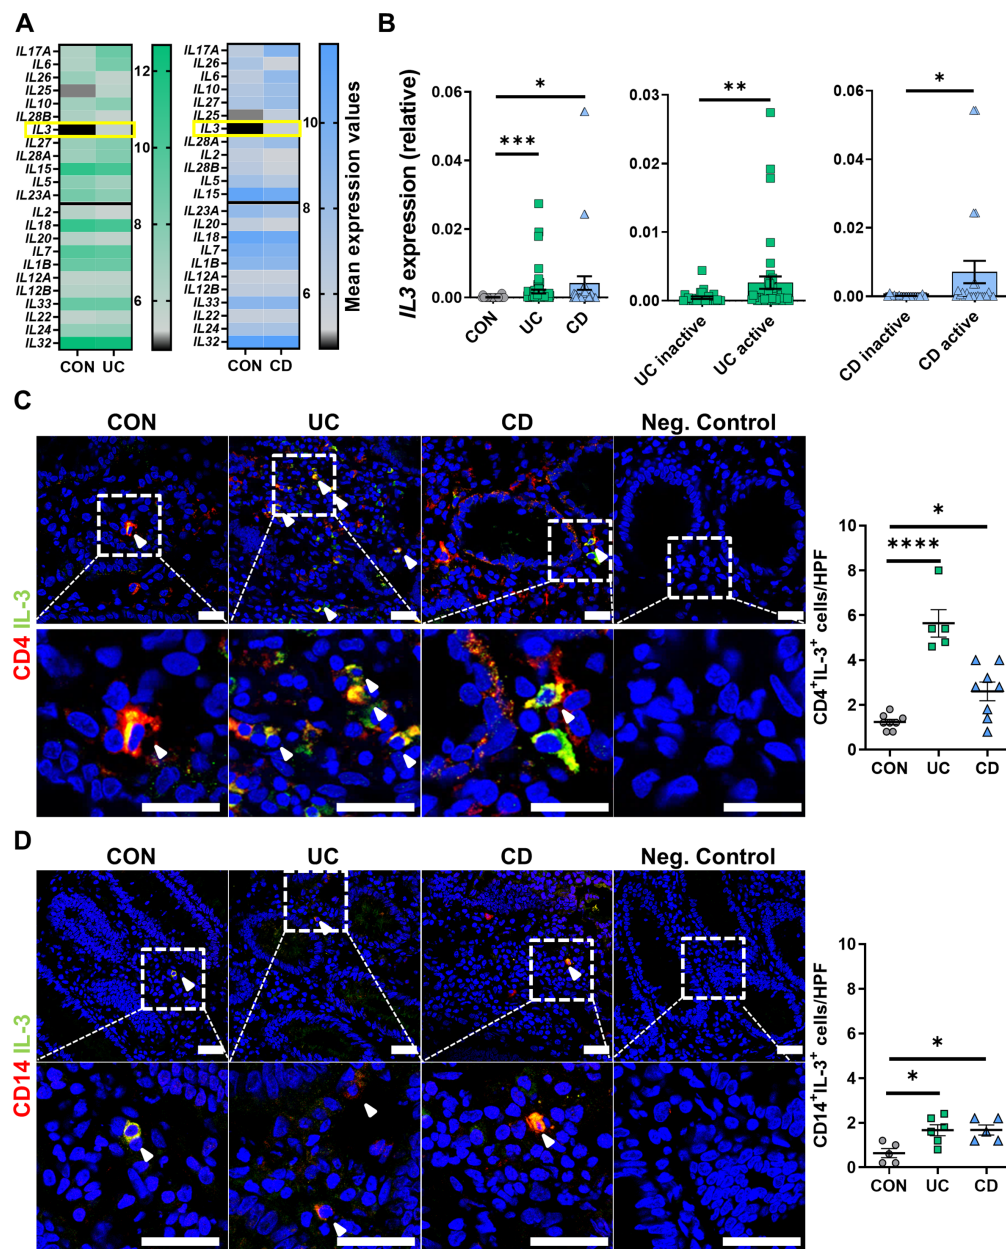 A
IL17A
IL6
IL26
IL25
IL10
IL28B
IL3
IL27
IL28A
IL15
IL5
IL23A
IL2
IL18
IL20
IL7
IL1B
IL12A
IL12B
IL33
IL22
IL24
IL32
CON UC
12
10
8
6
IL17A
IL26
IL6
IL10
IL27
IL25
IL3
IL28A
IL2
IL28B
IL5
IL15
IL23A
IL20
IL18
IL7
IL1B
IL12A
IL12B
IL33
IL22
IL24
IL32
CON CD
10
8
6
Mean expression values
B
IL3 expression (relative)
0.06
0.04
0.02
0.00
***
*
CON
UC
CD
0.03
0.02
0.01
0.00
**
UC inactive
UC active
0.06
0.04
0.02
0.00
*
CD inactive
CD active
C
CON
UC
CD
Neg. Control
CD4 IL-3
CD4+IL-3+ cells/HPF
10
8
6
4
2
0
*
****
CON UC CD
D
CON
UC
CD
Neg. Control
CD14 IL-3
CD14+IL-3+ cells/HPF
10
8
6
4
2
0
*
*
CON UC CD